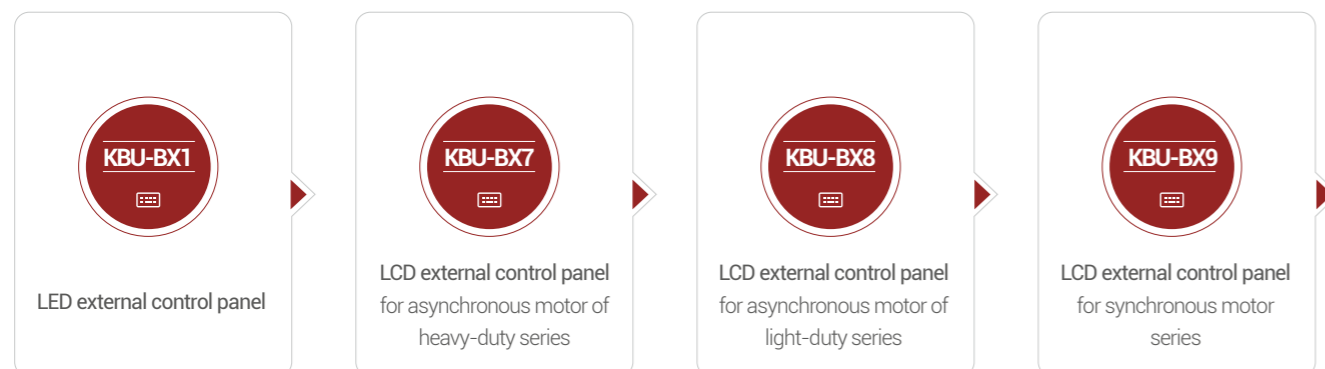 KBU-BX1
LED external control panel
KBU-BX7
LCD external control panel
for asynchronous motor of
heavy-duty series
KBU-BX8
LCD external control panel
for asynchronous motor of
light-duty series
KBU-BX9
LCD external control panel
for synchronous motor
series